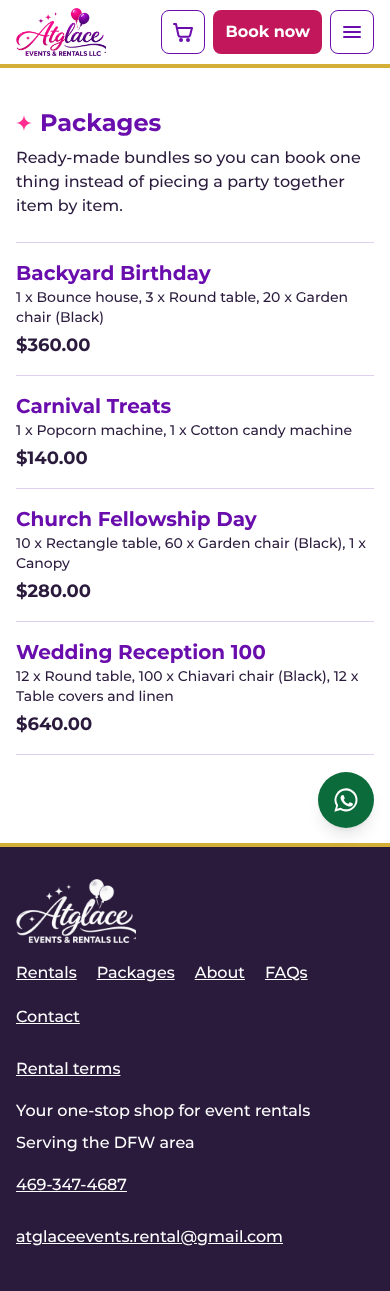 Atglace
EVENTS & RENTALS LLC
Book now
Packages
Ready-made bundles so you can book one
thing instead of piecing a party together
item by item.
Backyard Birthday
1 x Bounce house, 3 x Round table, 20 x Garden
chair (Black)
$360.00
Carnival Treats
1 x Popcorn machine, 1 x Cotton candy machine
$140.00
Church Fellowship Day
10 x Rectangle table, 60 x Garden chair (Black), 1 x
Canopy
$280.00
Wedding Reception 100
12 x Round table, 100 x Chiavari chair (Black), 12 x
Table covers and linen
$640.00
Atglace
EVENTS & RENTALS LLC
Rentals Packages About FAQs
Contact
Rental terms
Your one-stop shop for event rentals
Serving the DFW area
469-347-4687
atglaceevents.rental@gmail.com